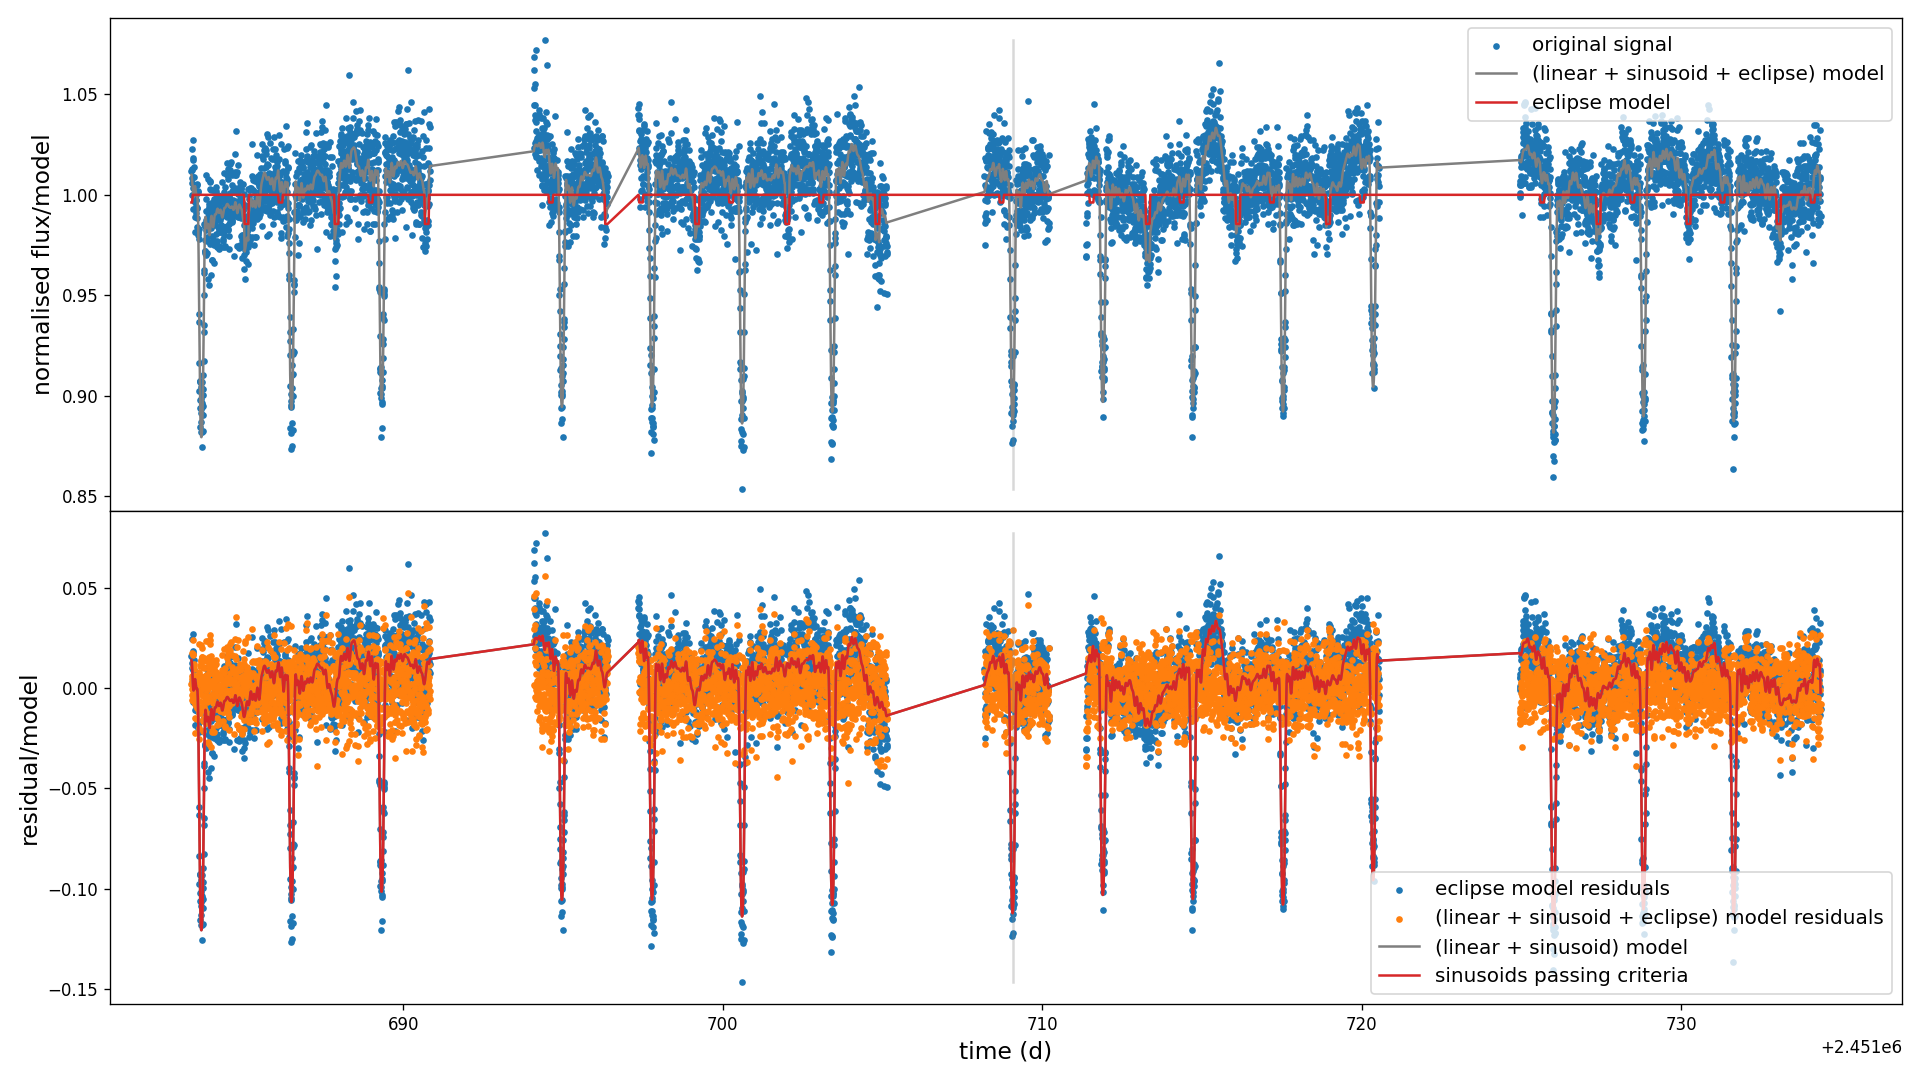 original signal
(linear + sinusoid + eclipse) model
eclipse model
normalised flux/model
1.05
1.00
0.95
0.90
0.85
residual/model
0.05
0.00
−0.05
−0.10
−0.15
eclipse model residuals
(linear + sinusoid + eclipse) model residuals
(linear + sinusoid) model
sinusoids passing criteria
690
700
710
720
730
time (d)
+2.451e6